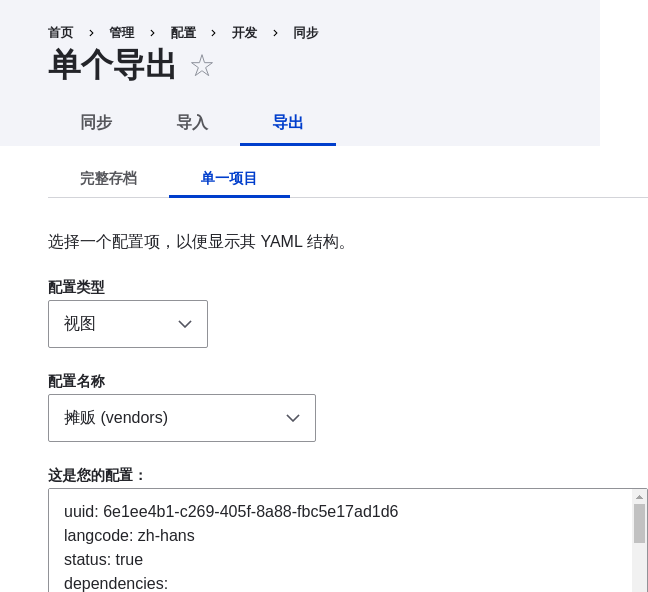 首页 > 管理 > 配置 > 开发 > 同步
单个导出 ☆
同步 导入 导出
完整存档 单一项目
选择一个配置项，以便显示其 YAML 结构。
配置类型
视图
配置名称
摊贩 (vendors)
这是您的配置：
uuid: 6e1ee4b1-c269-405f-8a88-fbc5e17ad1d6
langcode: zh-hans
status: true
dependencies: